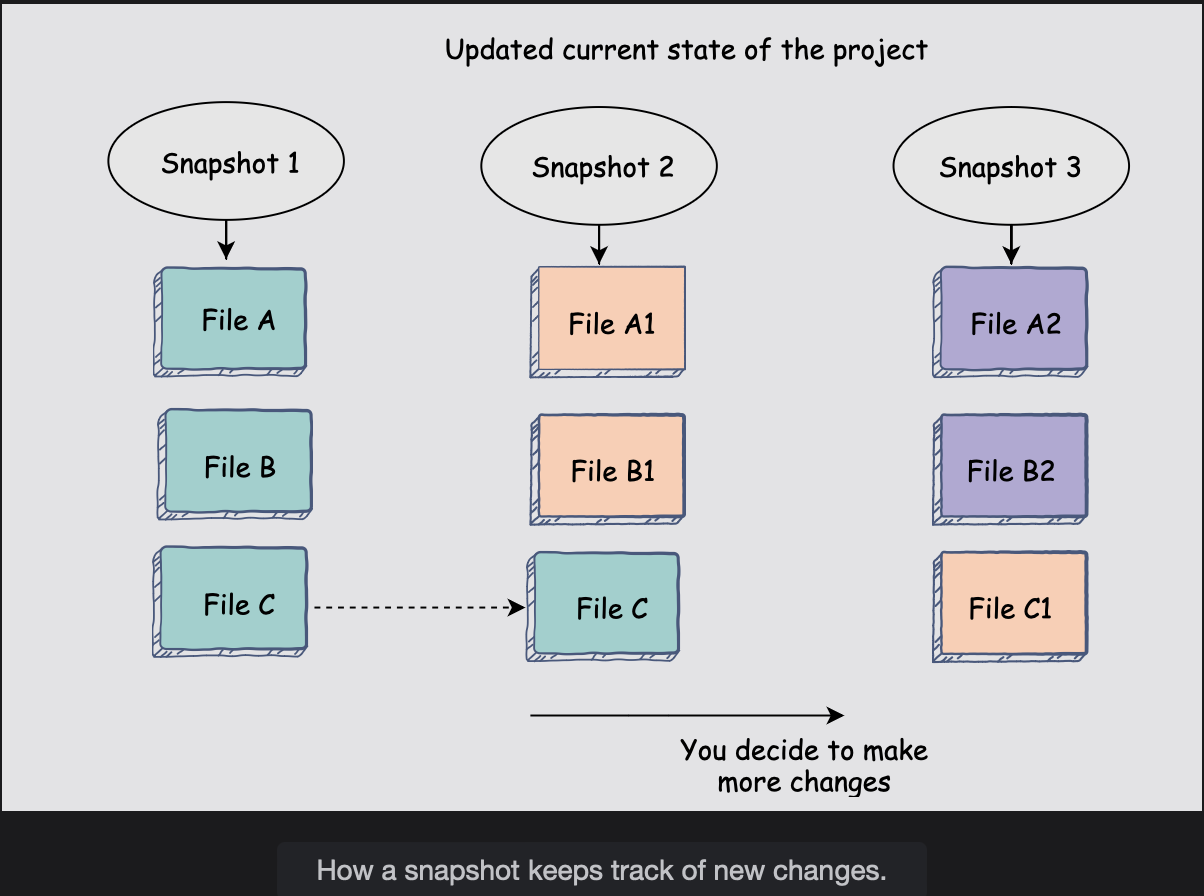 Updated current state of the project
Snapshot 1
Snapshot 2
Snapshot 3
File A
File A1
File A2
File B
File B1
File B2
File C
File C
File C1
You decide to make
more changes
How a snapshot keeps track of new changes.